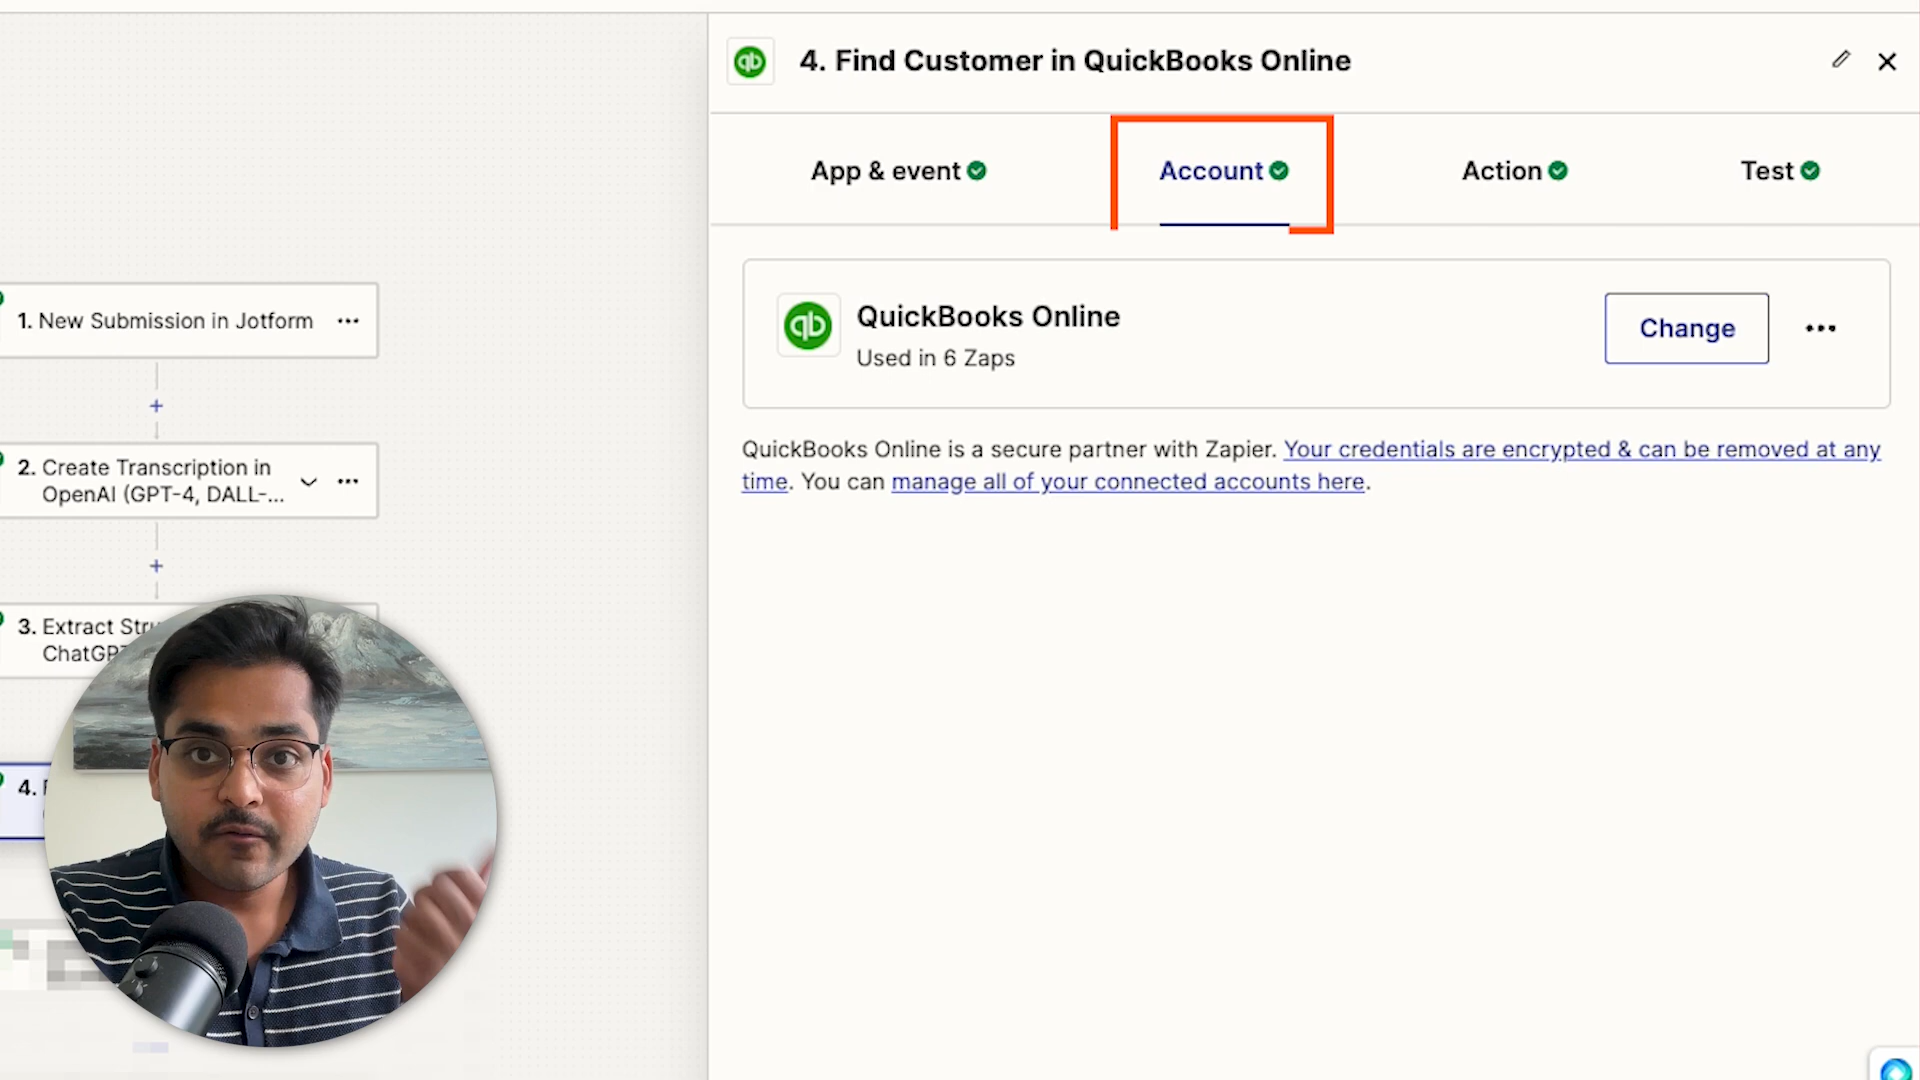 4. Find Customer in QuickBooks Online
App & event
Account
Action
Test
QuickBooks Online
Used in 6 Zaps
Change
QuickBooks Online is a secure partner with Zapier. Your credentials are encrypted & can be removed at any
time. You can manage all of your connected accounts here.
1. New Submission in Jotform
2. Create Transcription in
OpenAI (GPT-4, DALL-...
3. Extract
ChatGP
4.
qb
qb